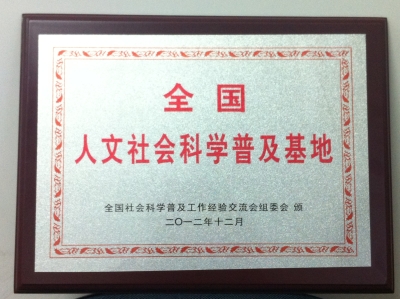 全国
人文社会科学普及基地
全国社会科学普及工作经验交流会组委会 颁
二〇一二年十二月